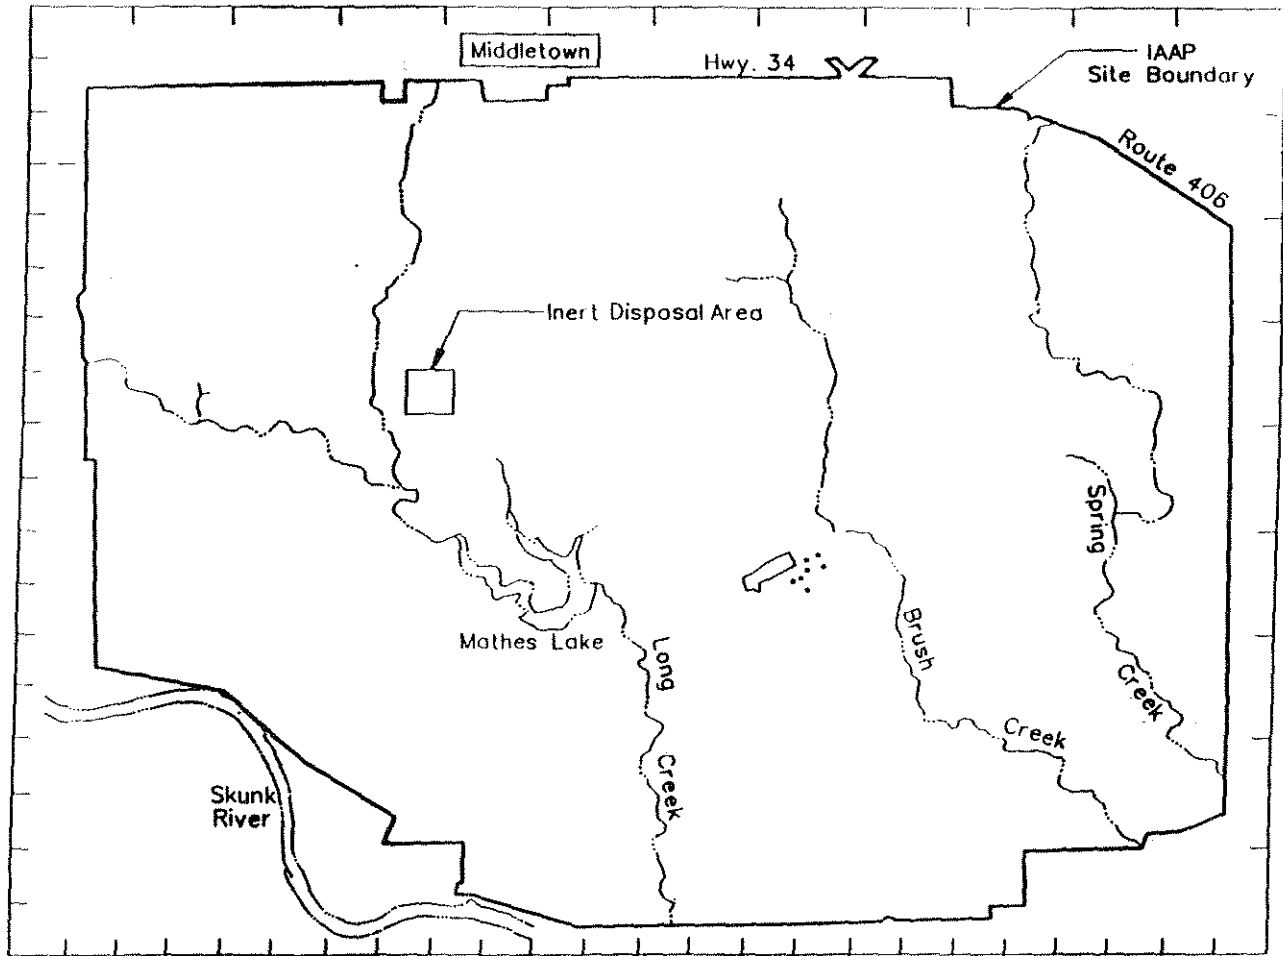 Middletown
Hwy. 34
IAAP
Site Boundary
Route 406
Inert Disposal Area
Spring
Creek
Mathes Lake
Long
Creek
Brush
Creek
Skunk
River